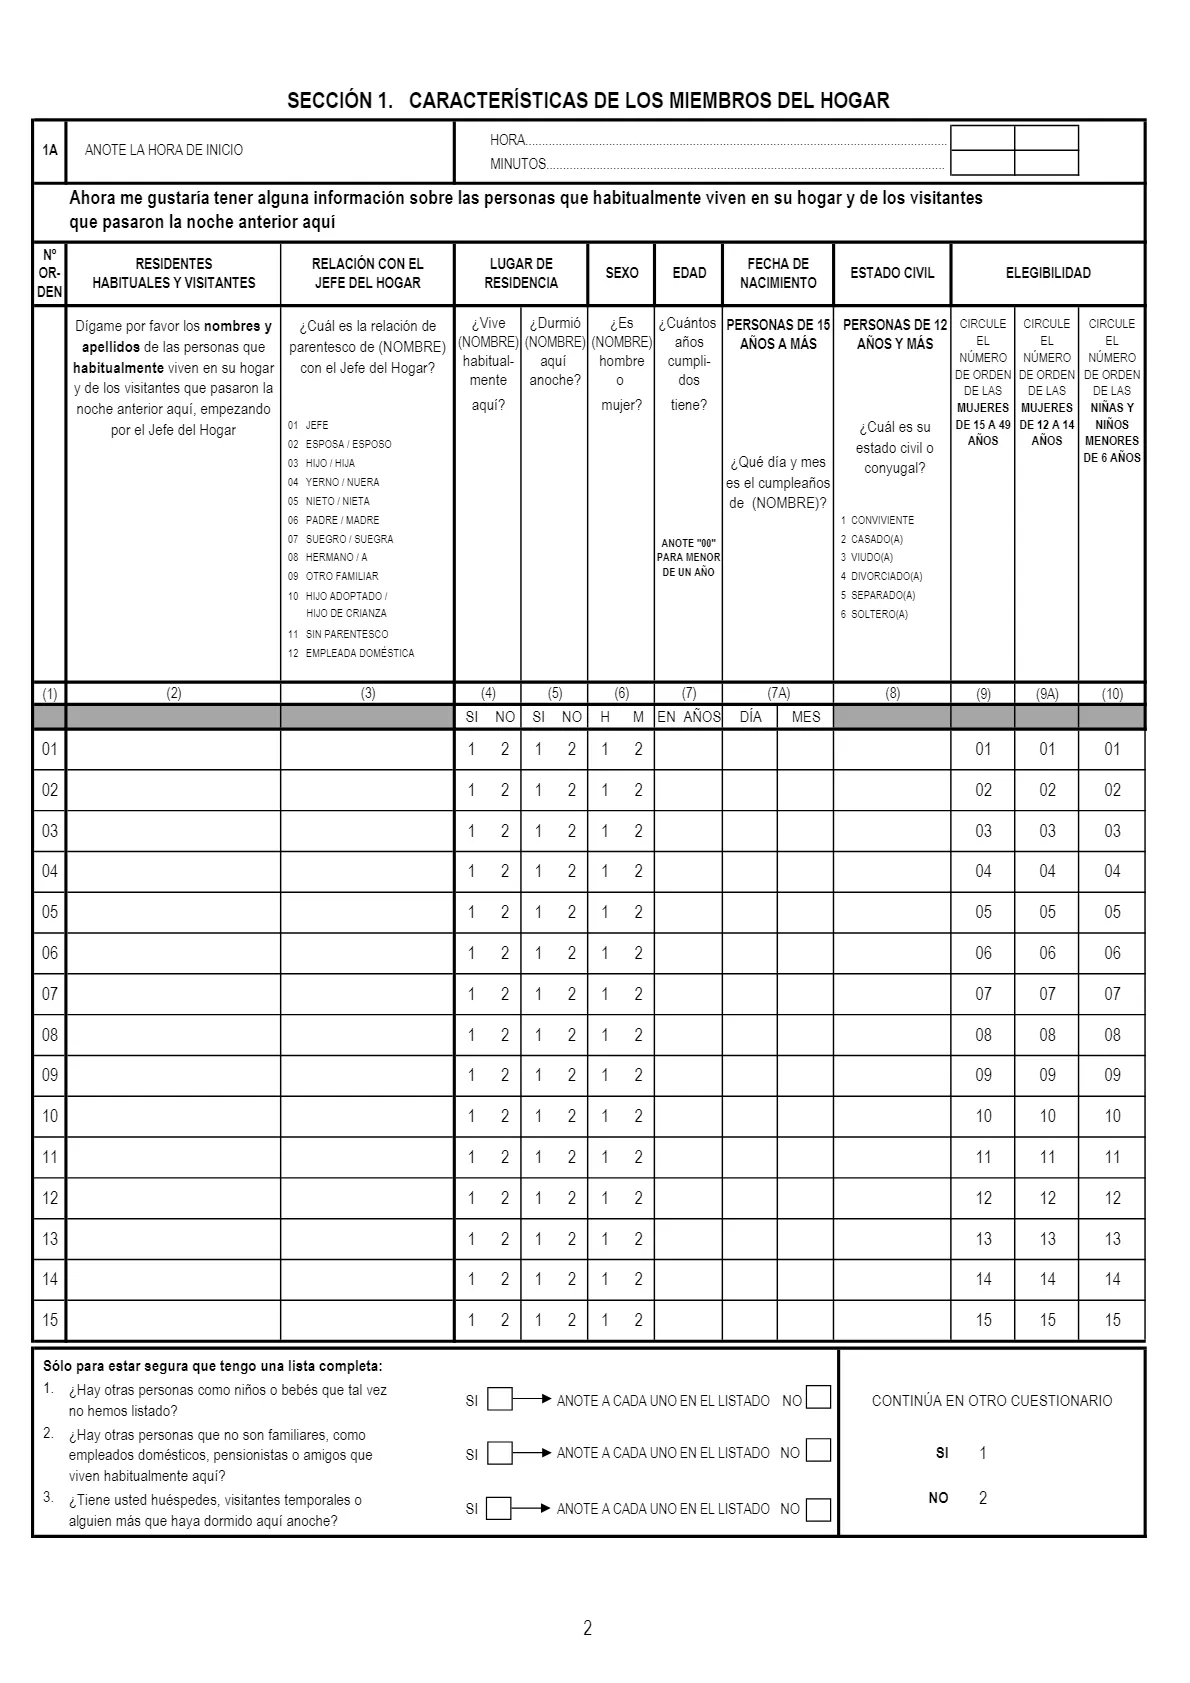 SECCIÓN 1. CARACTERÍSTICAS DE LOS MIEMBROS DEL HOGAR
1A ANOTE LA HORA DE INICIO
HORA
MINUTOS
Ahora me gustaría tener alguna información sobre las personas que habitualmente viven en su hogar y de los visitantes
que pasaron la noche anterior aquí
Nº
OR-
DEN
RESIDENTES
HABITUALES Y VISITANTES
RELACIÓN CON EL
JEFE DEL HOGAR
LUGAR DE
RESIDENCIA
SEXO
EDAD
FECHA DE
NACIMIENTO
ESTADO CIVIL
ELEGIBILIDAD
Dígame por favor los nombres y
apellidos de las personas que
habitualmente viven en su hogar
y de los visitantes que pasaron la
noche anterior aquí, empezando
por el Jefe del Hogar
¿Cuál es la relación de
parentesco de (NOMBRE)
con el Jefe del Hogar?
01 JEFE
02 ESPOSA / ESPOSO
03 HIJO / HIJA
04 YERNO / NUERA
05 NIETO / NIETA
06 PADRE / MADRE
07 SUEGRO / SUEGRA
08 HERMANO / A
09 OTRO FAMILIAR
10 HIJO ADOPTADO /
HIJO DE CRIANZA
11 SIN PARENTESCO
12 EMPLEADA DOMÉSTICA
¿Vive
(NOMBRE)
habitual-
mente
aquí?
¿Durmió
(NOMBRE)
aquí
anoche?
¿Es
(NOMBRE)
hombre
o
mujer?
¿Cuántos
años
cumpli-
dos
tiene?
ANOTE "00"
PARA MENOR
DE UN AÑO
PERSONAS DE 15
AÑOS A MÁS
¿Qué día y mes
es el cumpleaños
de (NOMBRE)?
PERSONAS DE 12
AÑOS Y MÁS
¿Cuál es su
estado civil o
conyugal?
1 CONVIVIENTE
2 CASADO(A)
3 VIUDO(A)
4 DIVORCIADO(A)
5 SEPARADO(A)
6 SOLTERO(A)
CIRCULE
EL
NÚMERO
DE ORDEN
DE LAS
MUJERES
DE 15 A 49
AÑOS
CIRCULE
EL
NÚMERO
DE ORDEN
DE LAS
MUJERES
DE 12 A 14
AÑOS
CIRCULE
EL
NÚMERO
DE ORDEN
DE LAS
NIÑAS Y
NIÑOS
MENORES
DE 6 AÑOS
(1) (2) (3) (4) (5) (6) (7) (7A) (8) (9) (9A) (10)
SI NO SI NO H M EN AÑOS DÍA MES
01 1 2 1 2 1 2 01 01 01
02 1 2 1 2 1 2 02 02 02
03 1 2 1 2 1 2 03 03 03
04 1 2 1 2 1 2 04 04 04
05 1 2 1 2 1 2 05 05 05
06 1 2 1 2 1 2 06 06 06
07 1 2 1 2 1 2 07 07 07
08 1 2 1 2 1 2 08 08 08
09 1 2 1 2 1 2 09 09 09
10 1 2 1 2 1 2 10 10 10
11 1 2 1 2 1 2 11 11 11
12 1 2 1 2 1 2 12 12 12
13 1 2 1 2 1 2 13 13 13
14 1 2 1 2 1 2 14 14 14
15 1 2 1 2 1 2 15 15 15
Sólo para estar segura que tengo una lista completa:
1. ¿Hay otras personas como niños o bebés que tal vez
no hemos listado?
SI ANOTE A CADA UNO EN EL LISTADO NO
2. ¿Hay otras personas que no son familiares, como
empleados domésticos, pensionistas o amigos que
viven habitualmente aquí?
SI ANOTE A CADA UNO EN EL LISTADO NO
3. ¿Tiene usted huéspedes, visitantes temporales o
alguien más que haya dormido aquí anoche?
SI ANOTE A CADA UNO EN EL LISTADO NO
CONTINÚA EN OTRO CUESTIONARIO
SI 1
NO 2
2